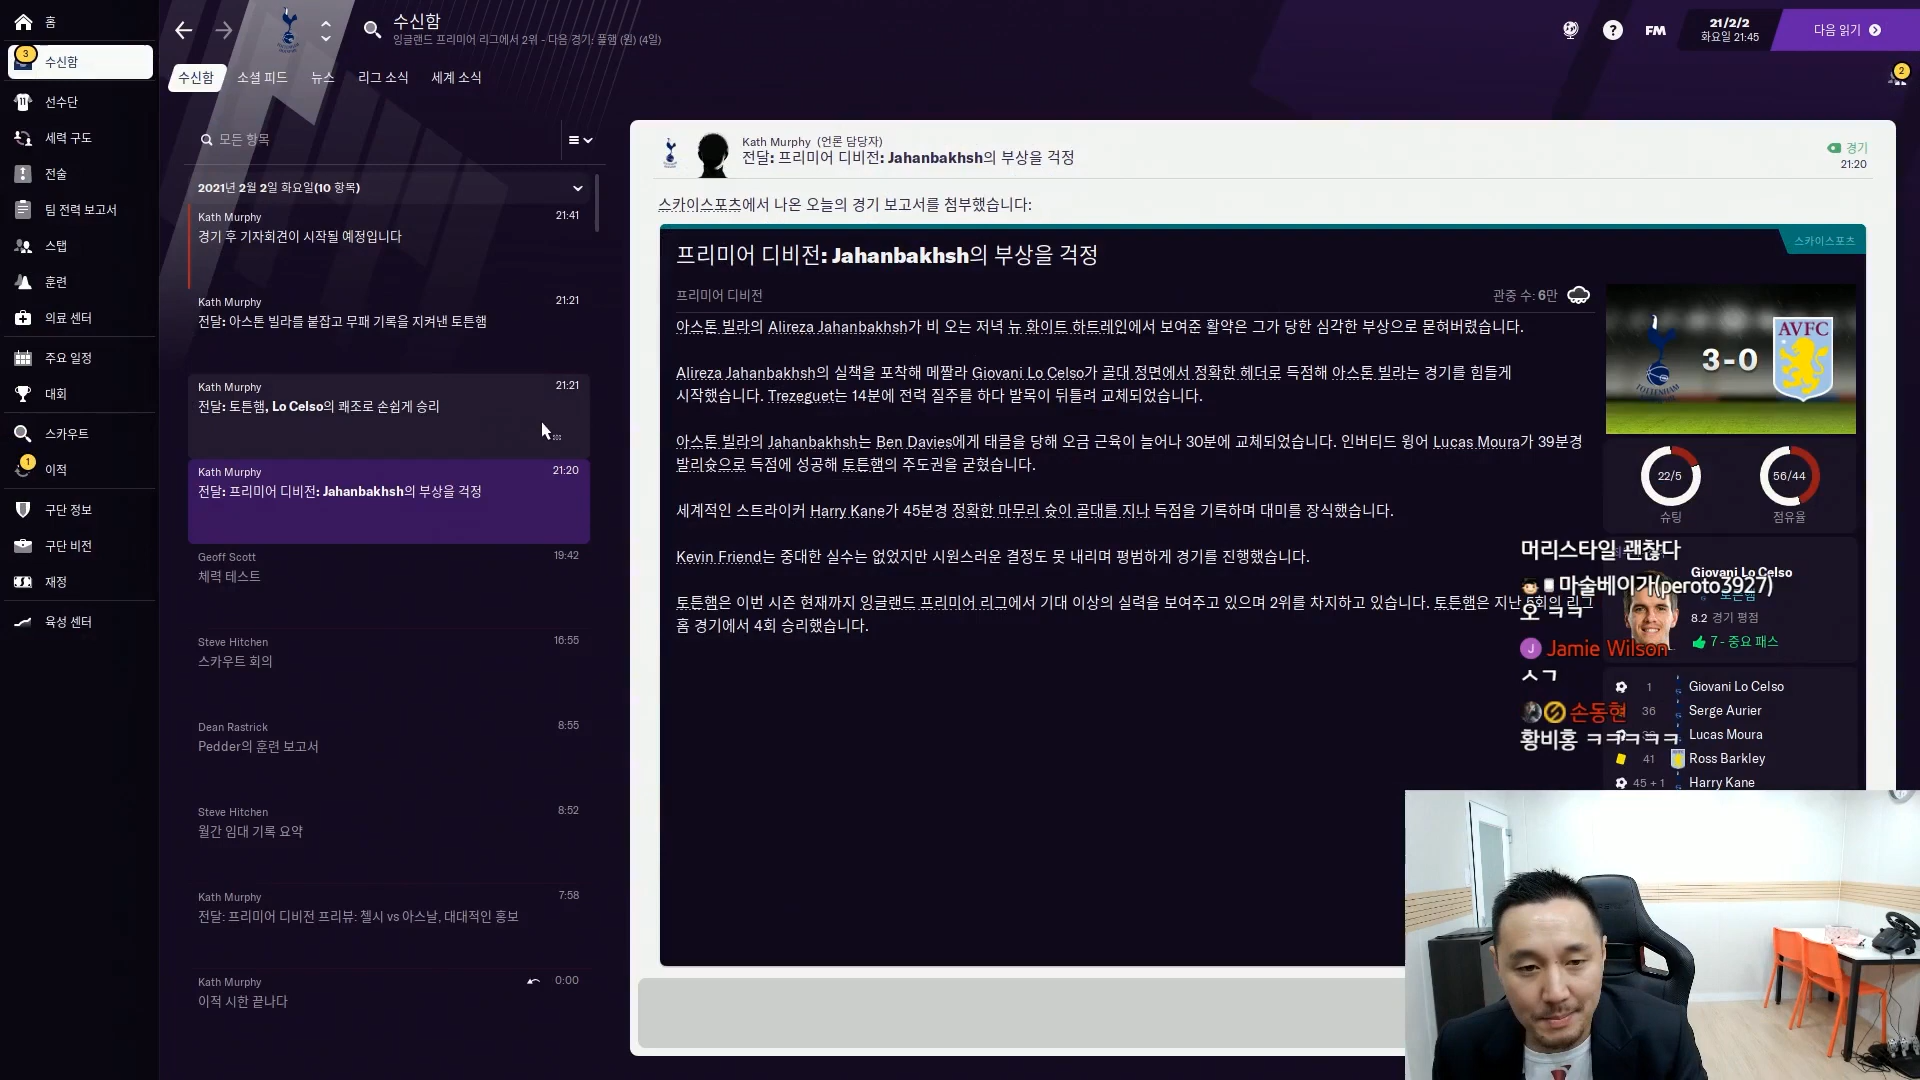 홈
3
수신함
선수단
세력 구도
전술
팀 전력 보고서
스탭
훈련
의료 센터
주요 일정
대회
스카우트
1
이적
구단 정보
구단 비전
재정
육성 센터
수신함
잉글랜드 프리미어 리그에서 2위 - 다음 경기: 풀햄 (원) (4일)
FM
21/2/2
화요일 21:45
다음 읽기
2
수신함
소셜 피드
뉴스
리그 소식
세계 소식
모든 항목
2021년 2월 2일 화요일(10 항목)
Kath Murphy
21:41
경기 후 기자회견이 시작될 예정입니다
Kath Murphy
21:21
전달: 아스톤 빌라를 붙잡고 무패 기록을 지켜낸 토튼햄
Kath Murphy
21:21
전달: 토튼햄, Lo Celso의 쾌조로 손쉽게 승리
Kath Murphy
21:20
전달: 프리미어 디비전: Jahanbakhsh의 부상을 걱정
Geoff Scott
19:42
체력 테스트
Steve Hitchen
16:55
스카우트 회의
Dean Rastrick
8:55
Pedder의 훈련 보고서
Steve Hitchen
8:52
월간 임대 기록 요약
Kath Murphy
7:58
전달: 프리미어 디비전 프리뷰: 첼시 vs 아스날, 대대적인 홍보
Kath Murphy
0:00
이적 시한 끝나다
Kath Murphy (언론 담당자)
전달: 프리미어 디비전: Jahanbakhsh의 부상을 걱정
경기
21:20
스카이스포츠에서 나온 오늘의 경기 보고서를 첨부했습니다:
스카이스포츠
프리미어 디비전: Jahanbakhsh의 부상을 걱정
프리미어 디비전
관중 수: 6만
아스톤 빌라의 Alireza Jahanbakhsh가 비 오는 저녁 뉴 화이트 하트레인에서 보여준 활약은 그가 당한 심각한 부상으로 묻혀버렸습니다.
Alireza Jahanbakhsh의 실책을 포착해 메짤라 Giovani Lo Celso가 골대 정면에서 정확한 헤더로 득점해 아스톤 빌라는 경기를 힘들게
시작했습니다. Trezeguet는 14분에 전력 질주를 하다 발목이 뒤틀려 교체되었습니다.
아스톤 빌라의 Jahanbakhsh는 Ben Davies에게 태클을 당해 오금 근육이 늘어나 30분에 교체되었습니다. 인버티드 윙어 Lucas Moura가 39분경
발리슛으로 득점에 성공해 토튼햄의 주도권을 굳혔습니다.
세계적인 스트라이커 Harry Kane가 45분경 정확한 마무리 슛이 골대를 지나 득점을 기록하며 대미를 장식했습니다.
Kevin Friend는 중대한 실수는 없었지만 시원스러운 결정도 못 내리며 평범하게 경기를 진행했습니다.
토튼햄은 이번 시즌 현재까지 잉글랜드 프리미어 리그에서 기대 이상의 실력을 보여주고 있으며 2위를 차지하고 있습니다. 토튼햄은 지난 5회의 리그
홈 경기에서 4회 승리했습니다.
3-0
AVFC
TOTTENHAM
22/5
슈팅
56/44
점유율
머리스타일 괜찮다
Giovani Lo Celso
마술베이가(peroto3927)
토튼햄
오 ㅋㅋ
8.2 경기 평점
7 - 중요 패스
J Jamie Wilson
ㅅㄱ
1 Giovani Lo Celso
손동현
36 Serge Aurier
황비홍 ㅋㅋㅋㅋㅋ
Lucas Moura
41 Ross Barkley
45 + 1 Harry Kane